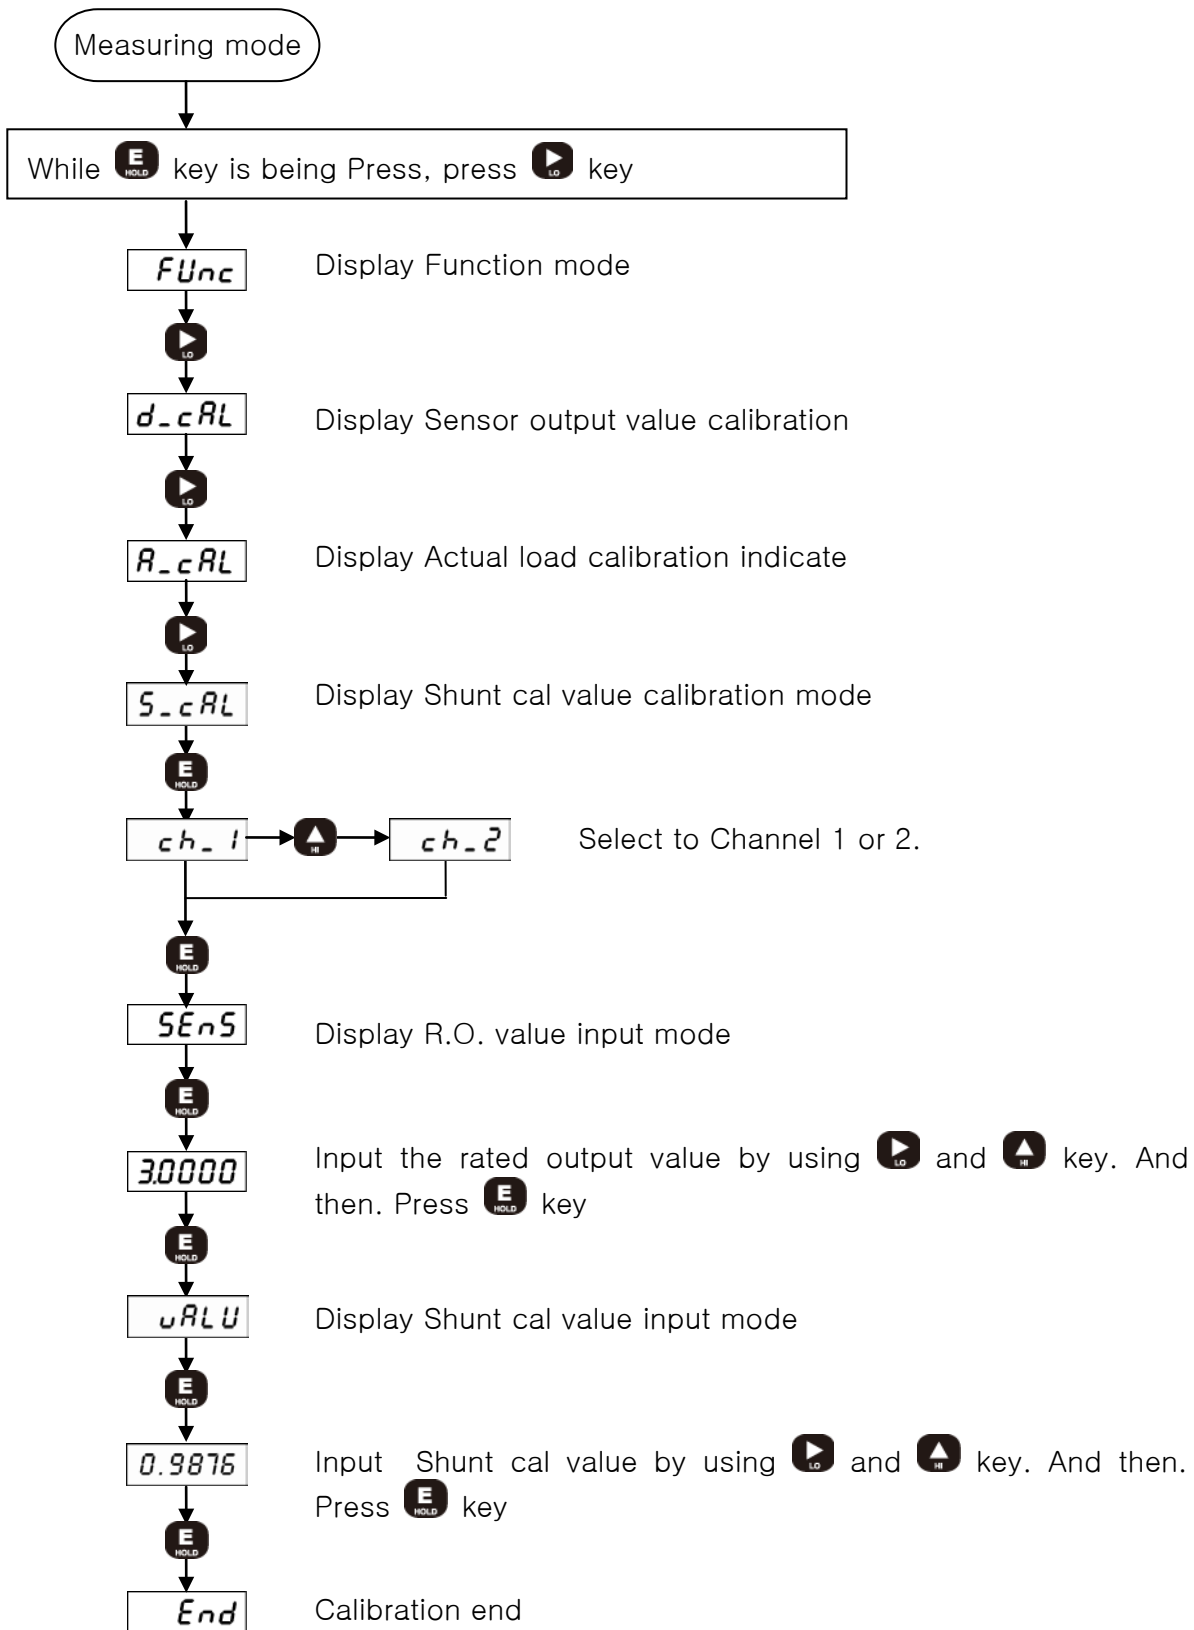 Measuring mode
While E HOLD key is being Press, press LO key
FUnc Display Function mode
LO
d_cAL Display Sensor output value calibration
LO
A_cAL Display Actual load calibration indicate
LO
S_cAL Display Shunt cal value calibration mode
E HOLD
ch_1 HI ch_2 Select to Channel 1 or 2.
E HOLD
SEnS Display R.O. value input mode
E HOLD
3.0000 Input the rated output value by using LO and HI key. And
then. Press E HOLD key
E HOLD
vALU Display Shunt cal value input mode
E HOLD
0.9876 Input Shunt cal value by using LO and HI key. And then.
Press E HOLD key
E HOLD
End Calibration end